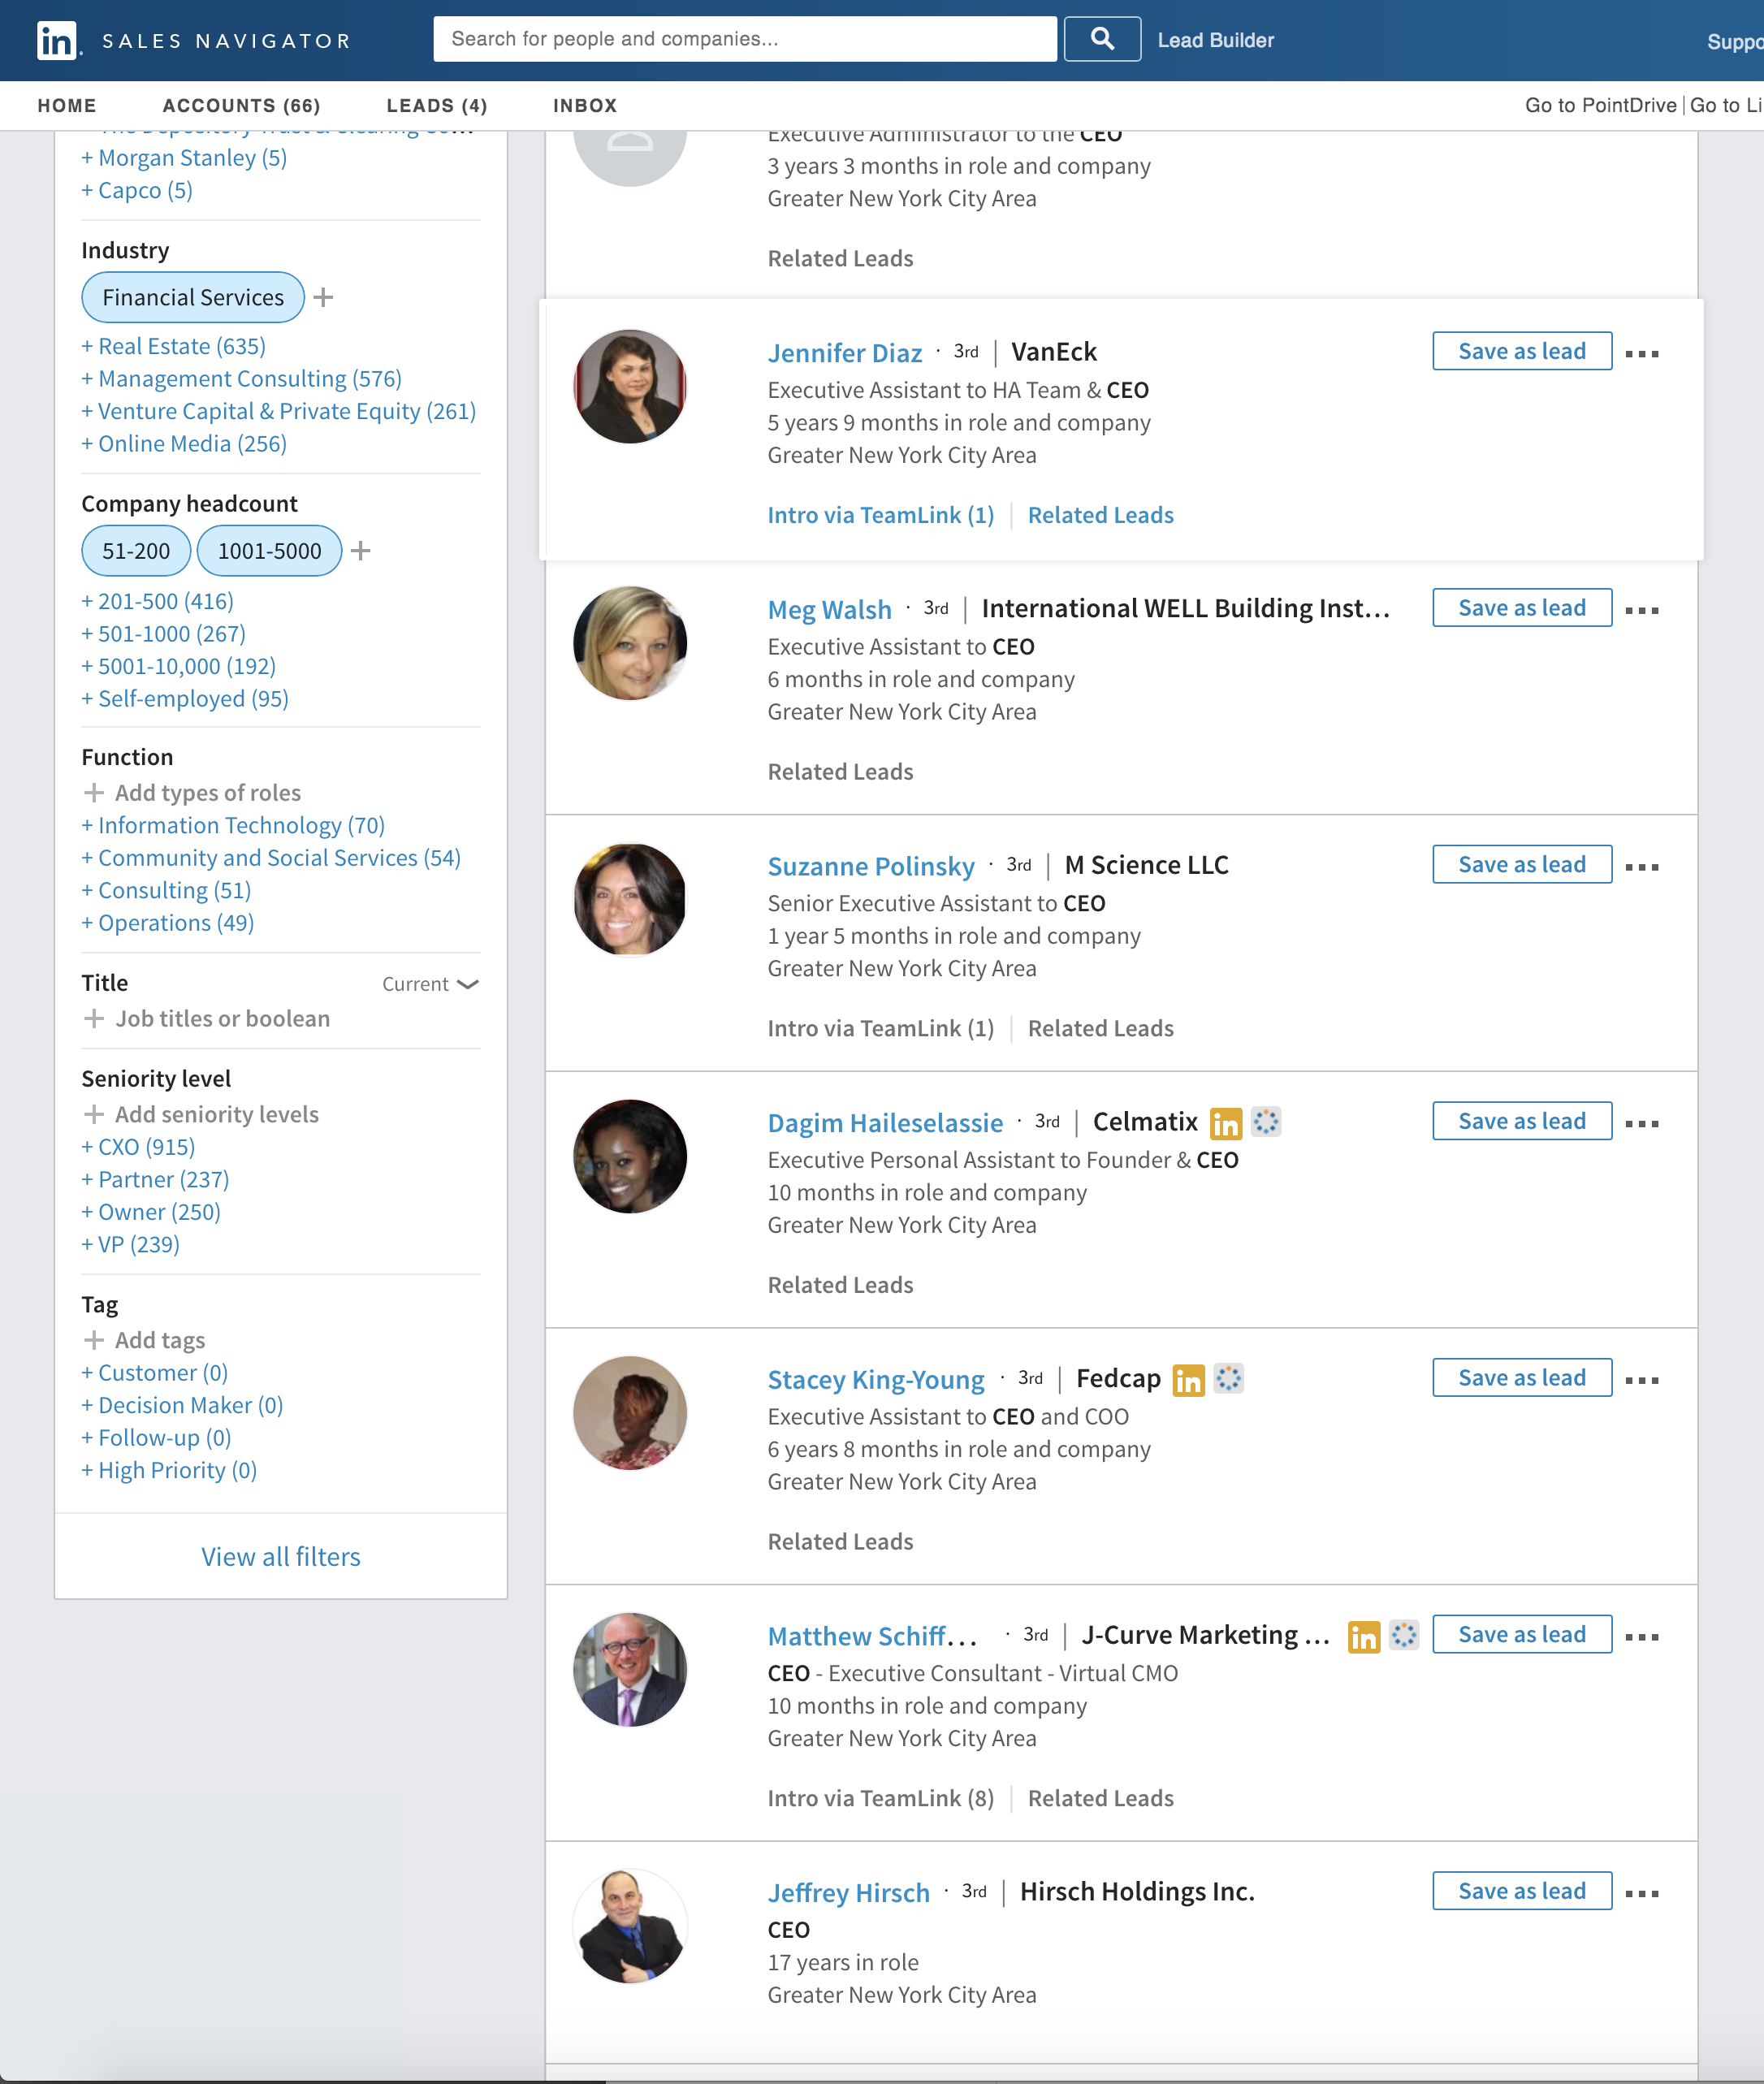 in. SALES NAVIGATOR
Search for people and companies...
Lead Builder
Suppo
HOME
ACCOUNTS (66)
LEADS (4)
INBOX
Go to PointDrive | Go to Li
+ Morgan Stanley (5)
+ Capco (5)
Industry
Financial Services +
+ Real Estate (635)
+ Management Consulting (576)
+ Venture Capital & Private Equity (261)
+ Online Media (256)
Company headcount
51-200 1001-5000 +
+ 201-500 (416)
+ 501-1000 (267)
+ 5001-10,000 (192)
+ Self-employed (95)
Function
+ Add types of roles
+ Information Technology (70)
+ Community and Social Services (54)
+ Consulting (51)
+ Operations (49)
Title
Current
+ Job titles or boolean
Seniority level
+ Add seniority levels
+ CXO (915)
+ Partner (237)
+ Owner (250)
+ VP (239)
Tag
+ Add tags
+ Customer (0)
+ Decision Maker (0)
+ Follow-up (0)
+ High Priority (0)
View all filters
Executive Administrator to the CEO
3 years 3 months in role and company
Greater New York City Area
Related Leads
Jennifer Diaz · 3rd | VanEck
Save as lead
Executive Assistant to HA Team & CEO
5 years 9 months in role and company
Greater New York City Area
Intro via TeamLink (1) | Related Leads
Meg Walsh · 3rd | International WELL Building Inst...
Save as lead
Executive Assistant to CEO
6 months in role and company
Greater New York City Area
Related Leads
Suzanne Polinsky · 3rd | M Science LLC
Save as lead
Senior Executive Assistant to CEO
1 year 5 months in role and company
Greater New York City Area
Intro via TeamLink (1) | Related Leads
Dagim Haileselassie · 3rd | Celmatix in
Save as lead
Executive Personal Assistant to Founder & CEO
10 months in role and company
Greater New York City Area
Related Leads
Stacey King-Young · 3rd | Fedcap in
Save as lead
Executive Assistant to CEO and COO
6 years 8 months in role and company
Greater New York City Area
Related Leads
Matthew Schiff... · 3rd | J-Curve Marketing ... in
Save as lead
CEO - Executive Consultant - Virtual CMO
10 months in role and company
Greater New York City Area
Intro via TeamLink (8) | Related Leads
Jeffrey Hirsch · 3rd | Hirsch Holdings Inc.
Save as lead
CEO
17 years in role
Greater New York City Area